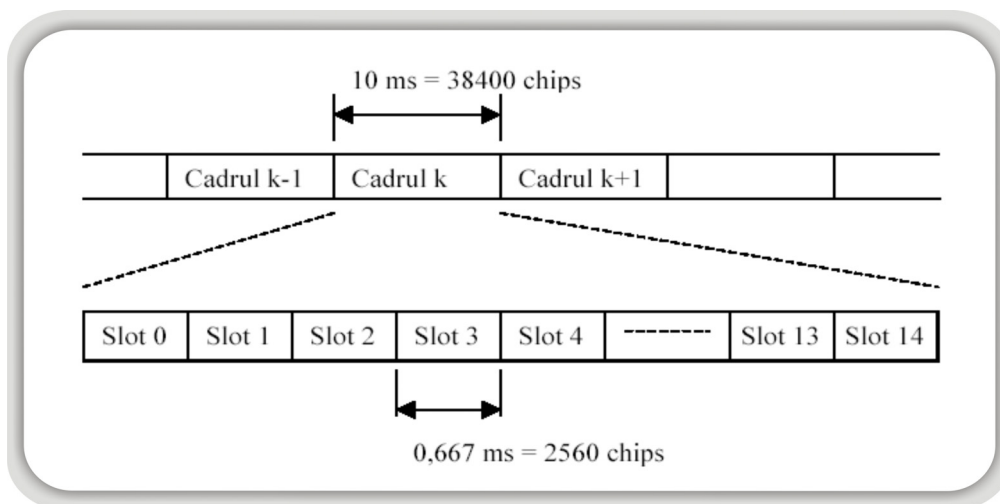 10 ms = 38400 chips
Cadrul k-1 Cadrul k Cadrul k+1
Slot 0 Slot 1 Slot 2 Slot 3 Slot 4 Slot 13 Slot 14
0,667 ms = 2560 chips